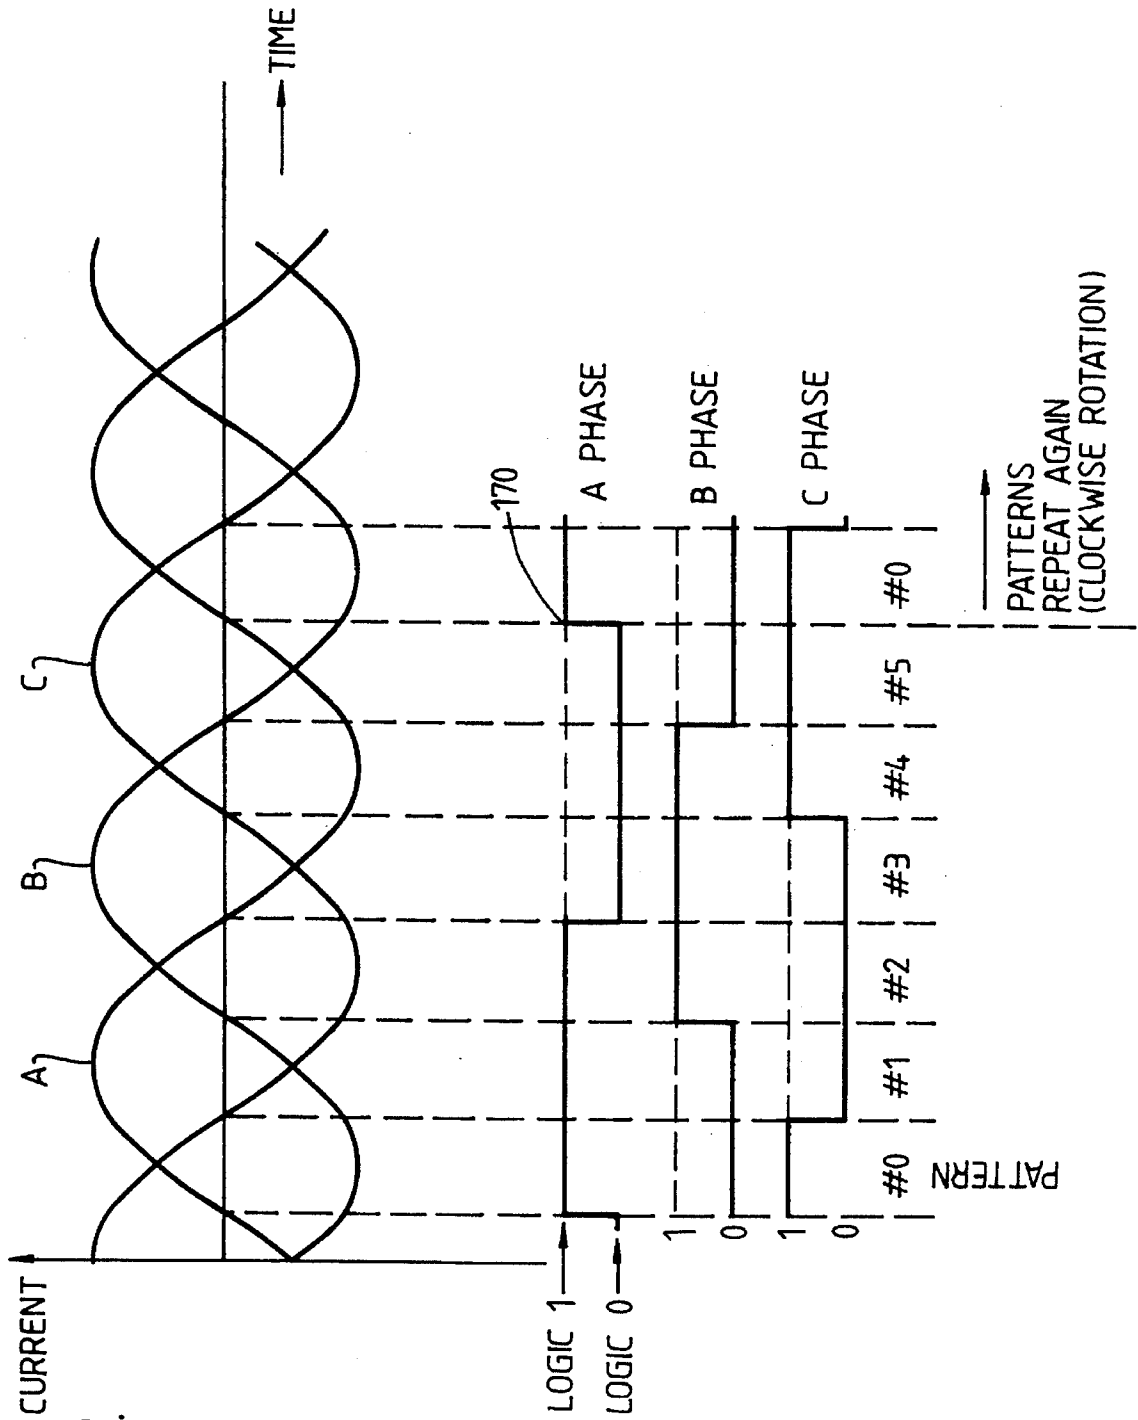 CURRENT
A
B
C
TIME
170
LOGIC 1
LOGIC 0
A PHASE
1
0
B PHASE
1
0
C PHASE
#0
#1
#2
#3
#4
#5
#0
PATTERN
PATTERNS
REPEAT AGAIN
(CLOCKWISE ROTATION)